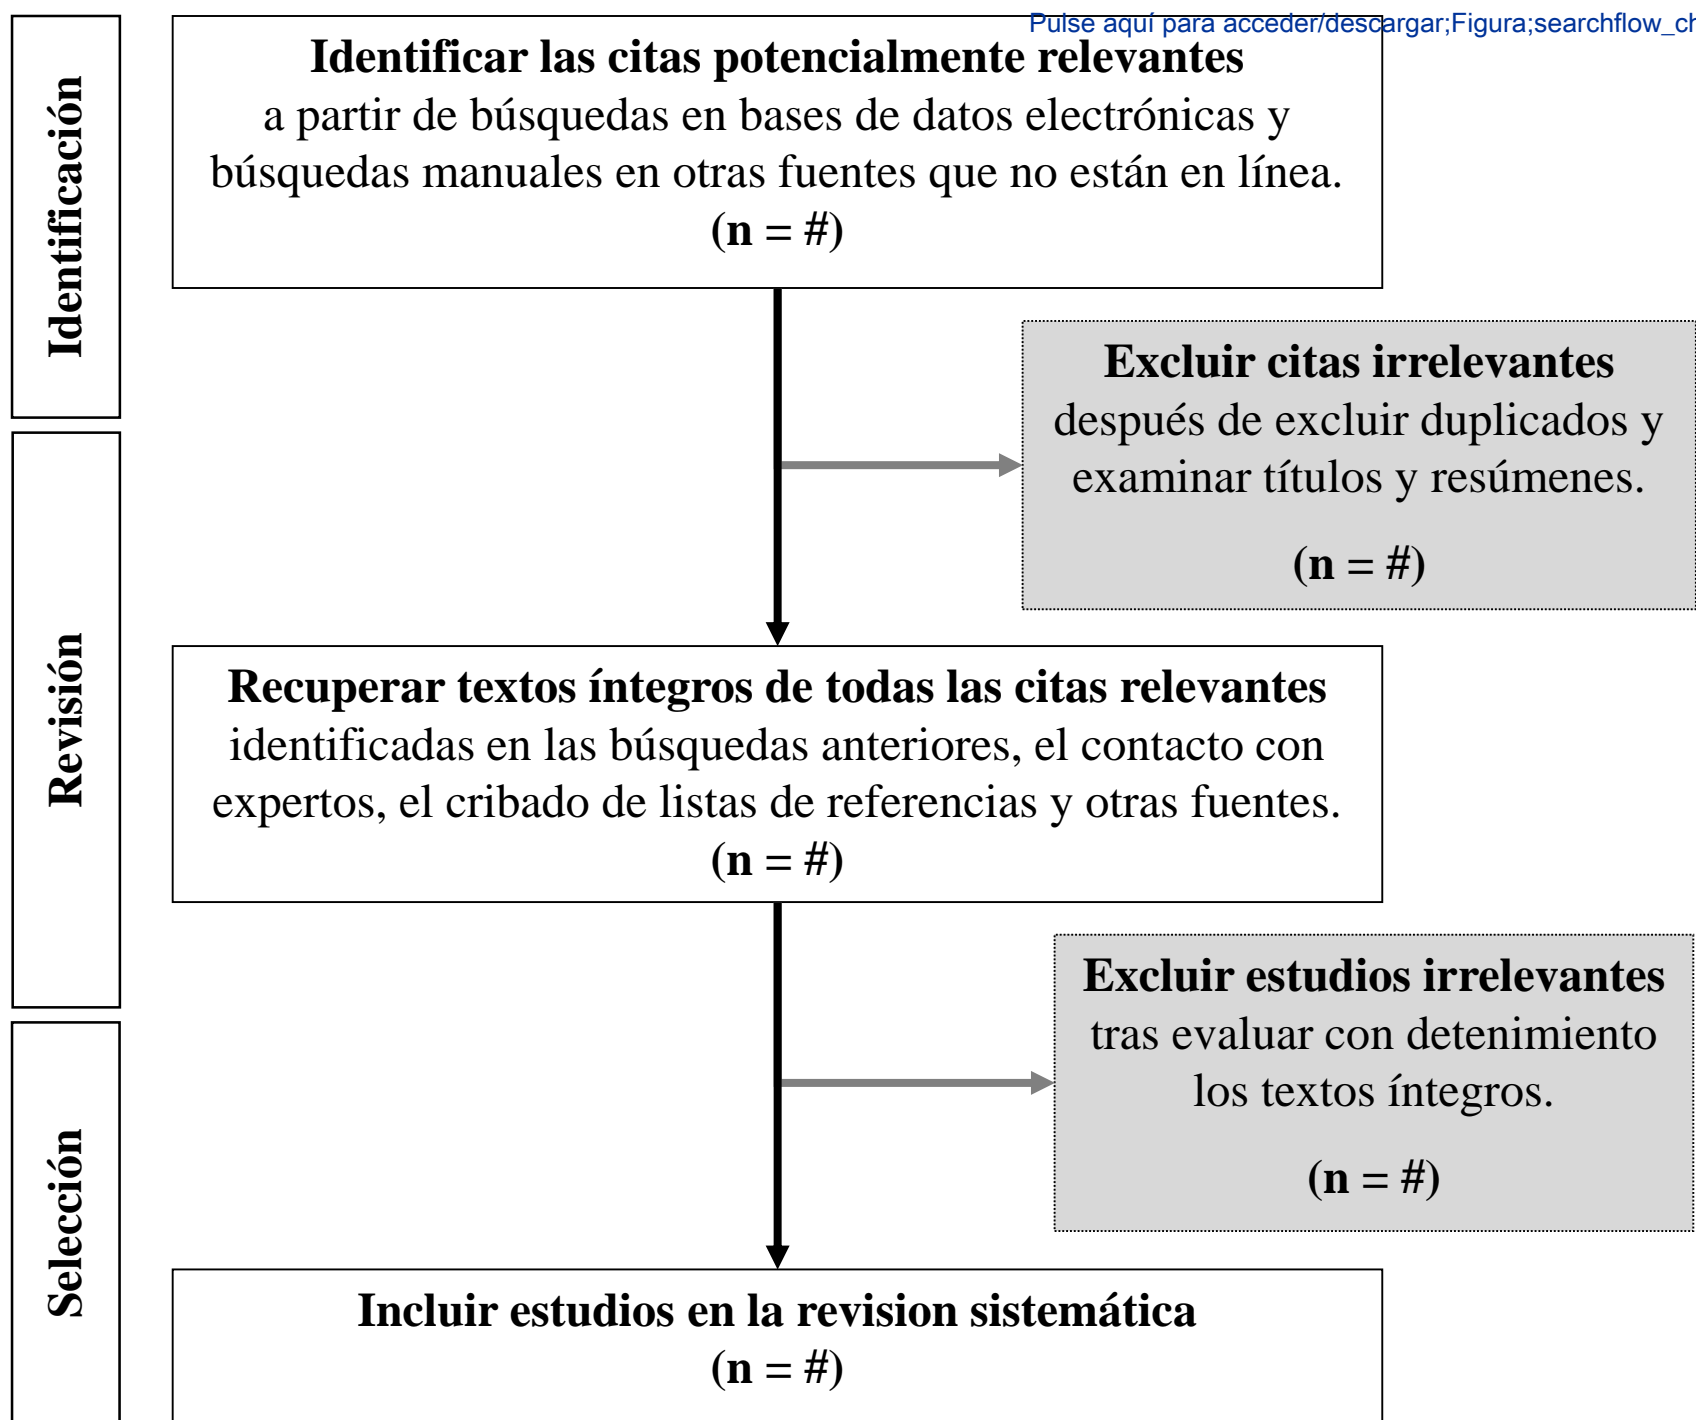 Pulse aquí para acceder/descargar;Figura;searchflow_ch
Identificación
Identificar las citas potencialmente relevantes
a partir de búsquedas en bases de datos electrónicas y
búsquedas manuales en otras fuentes que no están en línea.
(n = #)
Excluir citas irrelevantes
después de excluir duplicados y
examinar títulos y resúmenes.
(n = #)
Revisión
Recuperar textos íntegros de todas las citas relevantes
identificadas en las búsquedas anteriores, el contacto con
expertos, el cribado de listas de referencias y otras fuentes.
(n = #)
Excluir estudios irrelevantes
tras evaluar con detenimiento
los textos íntegros.
(n = #)
Selección
Incluir estudios en la revision sistemática
(n = #)